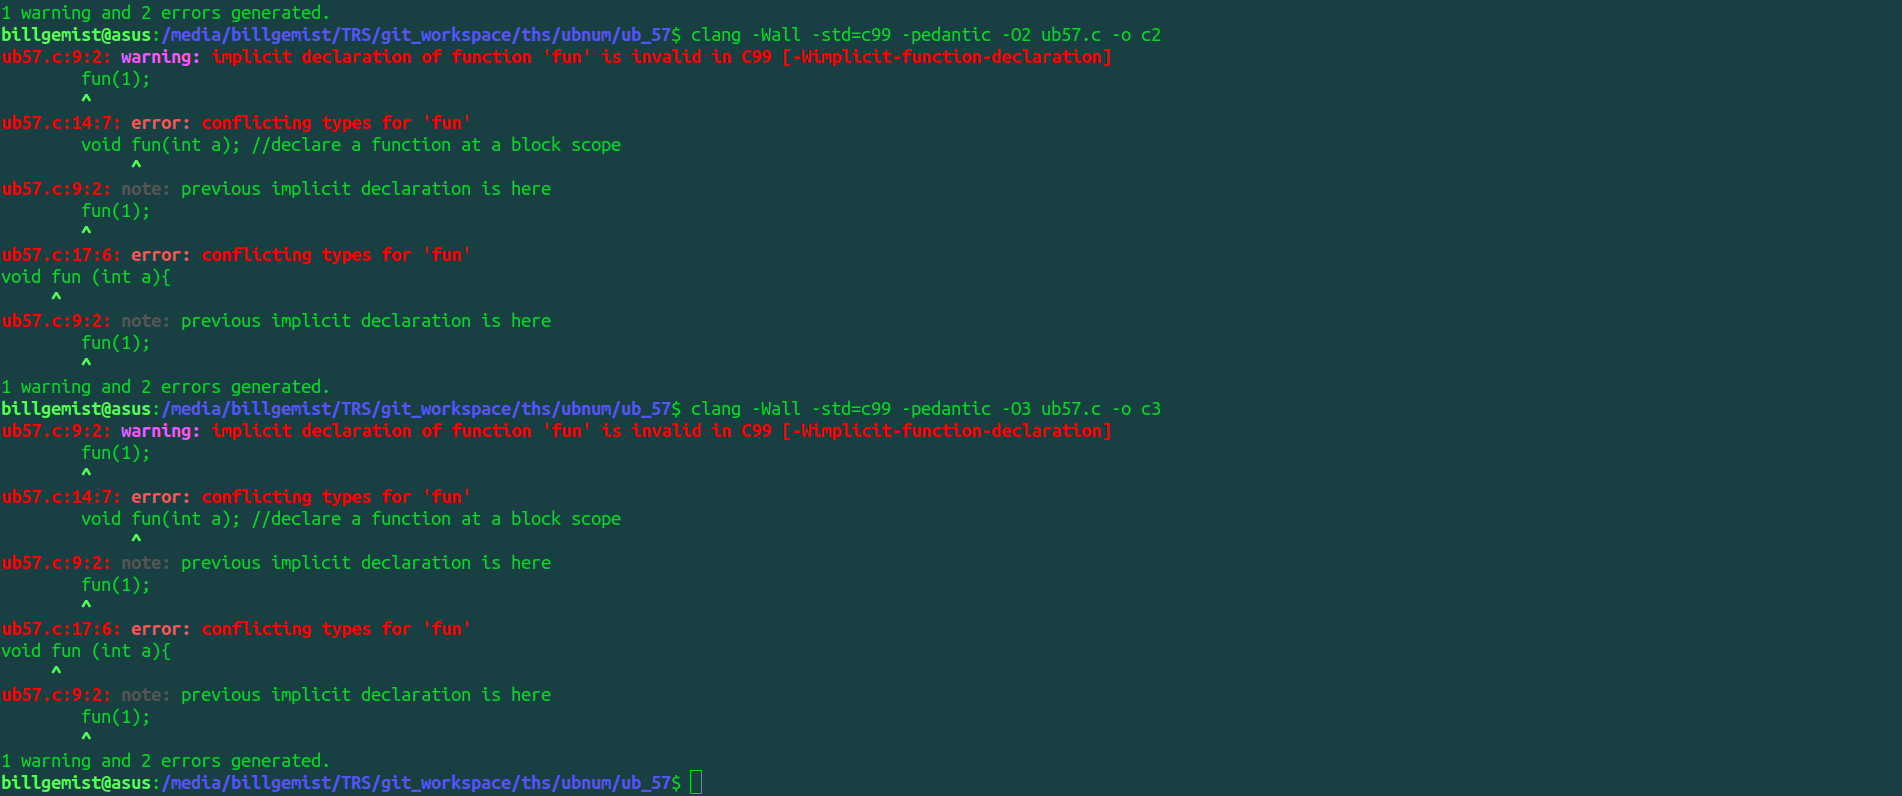 1 warning and 2 errors generated.
billgemist@asus:/media/billgemist/TRS/git_workspace/ths/ubnum/ub_57$ clang -Wall -std=c99 -pedantic -O2 ub57.c -o c2
ub57.c:9:2: warning: implicit declaration of function 'fun' is invalid in C99 [-Wimplicit-function-declaration]
        fun(1);
        ^
ub57.c:14:7: error: conflicting types for 'fun'
        void fun(int a); //declare a function at a block scope
             ^
ub57.c:9:2: note: previous implicit declaration is here
        fun(1);
        ^
ub57.c:17:6: error: conflicting types for 'fun'
void fun (int a){
     ^
ub57.c:9:2: note: previous implicit declaration is here
        fun(1);
        ^
1 warning and 2 errors generated.
billgemist@asus:/media/billgemist/TRS/git_workspace/ths/ubnum/ub_57$ clang -Wall -std=c99 -pedantic -O3 ub57.c -o c3
ub57.c:9:2: warning: implicit declaration of function 'fun' is invalid in C99 [-Wimplicit-function-declaration]
        fun(1);
        ^
ub57.c:14:7: error: conflicting types for 'fun'
        void fun(int a); //declare a function at a block scope
             ^
ub57.c:9:2: note: previous implicit declaration is here
        fun(1);
        ^
ub57.c:17:6: error: conflicting types for 'fun'
void fun (int a){
     ^
ub57.c:9:2: note: previous implicit declaration is here
        fun(1);
        ^
1 warning and 2 errors generated.
billgemist@asus:/media/billgemist/TRS/git_workspace/ths/ubnum/ub_57$